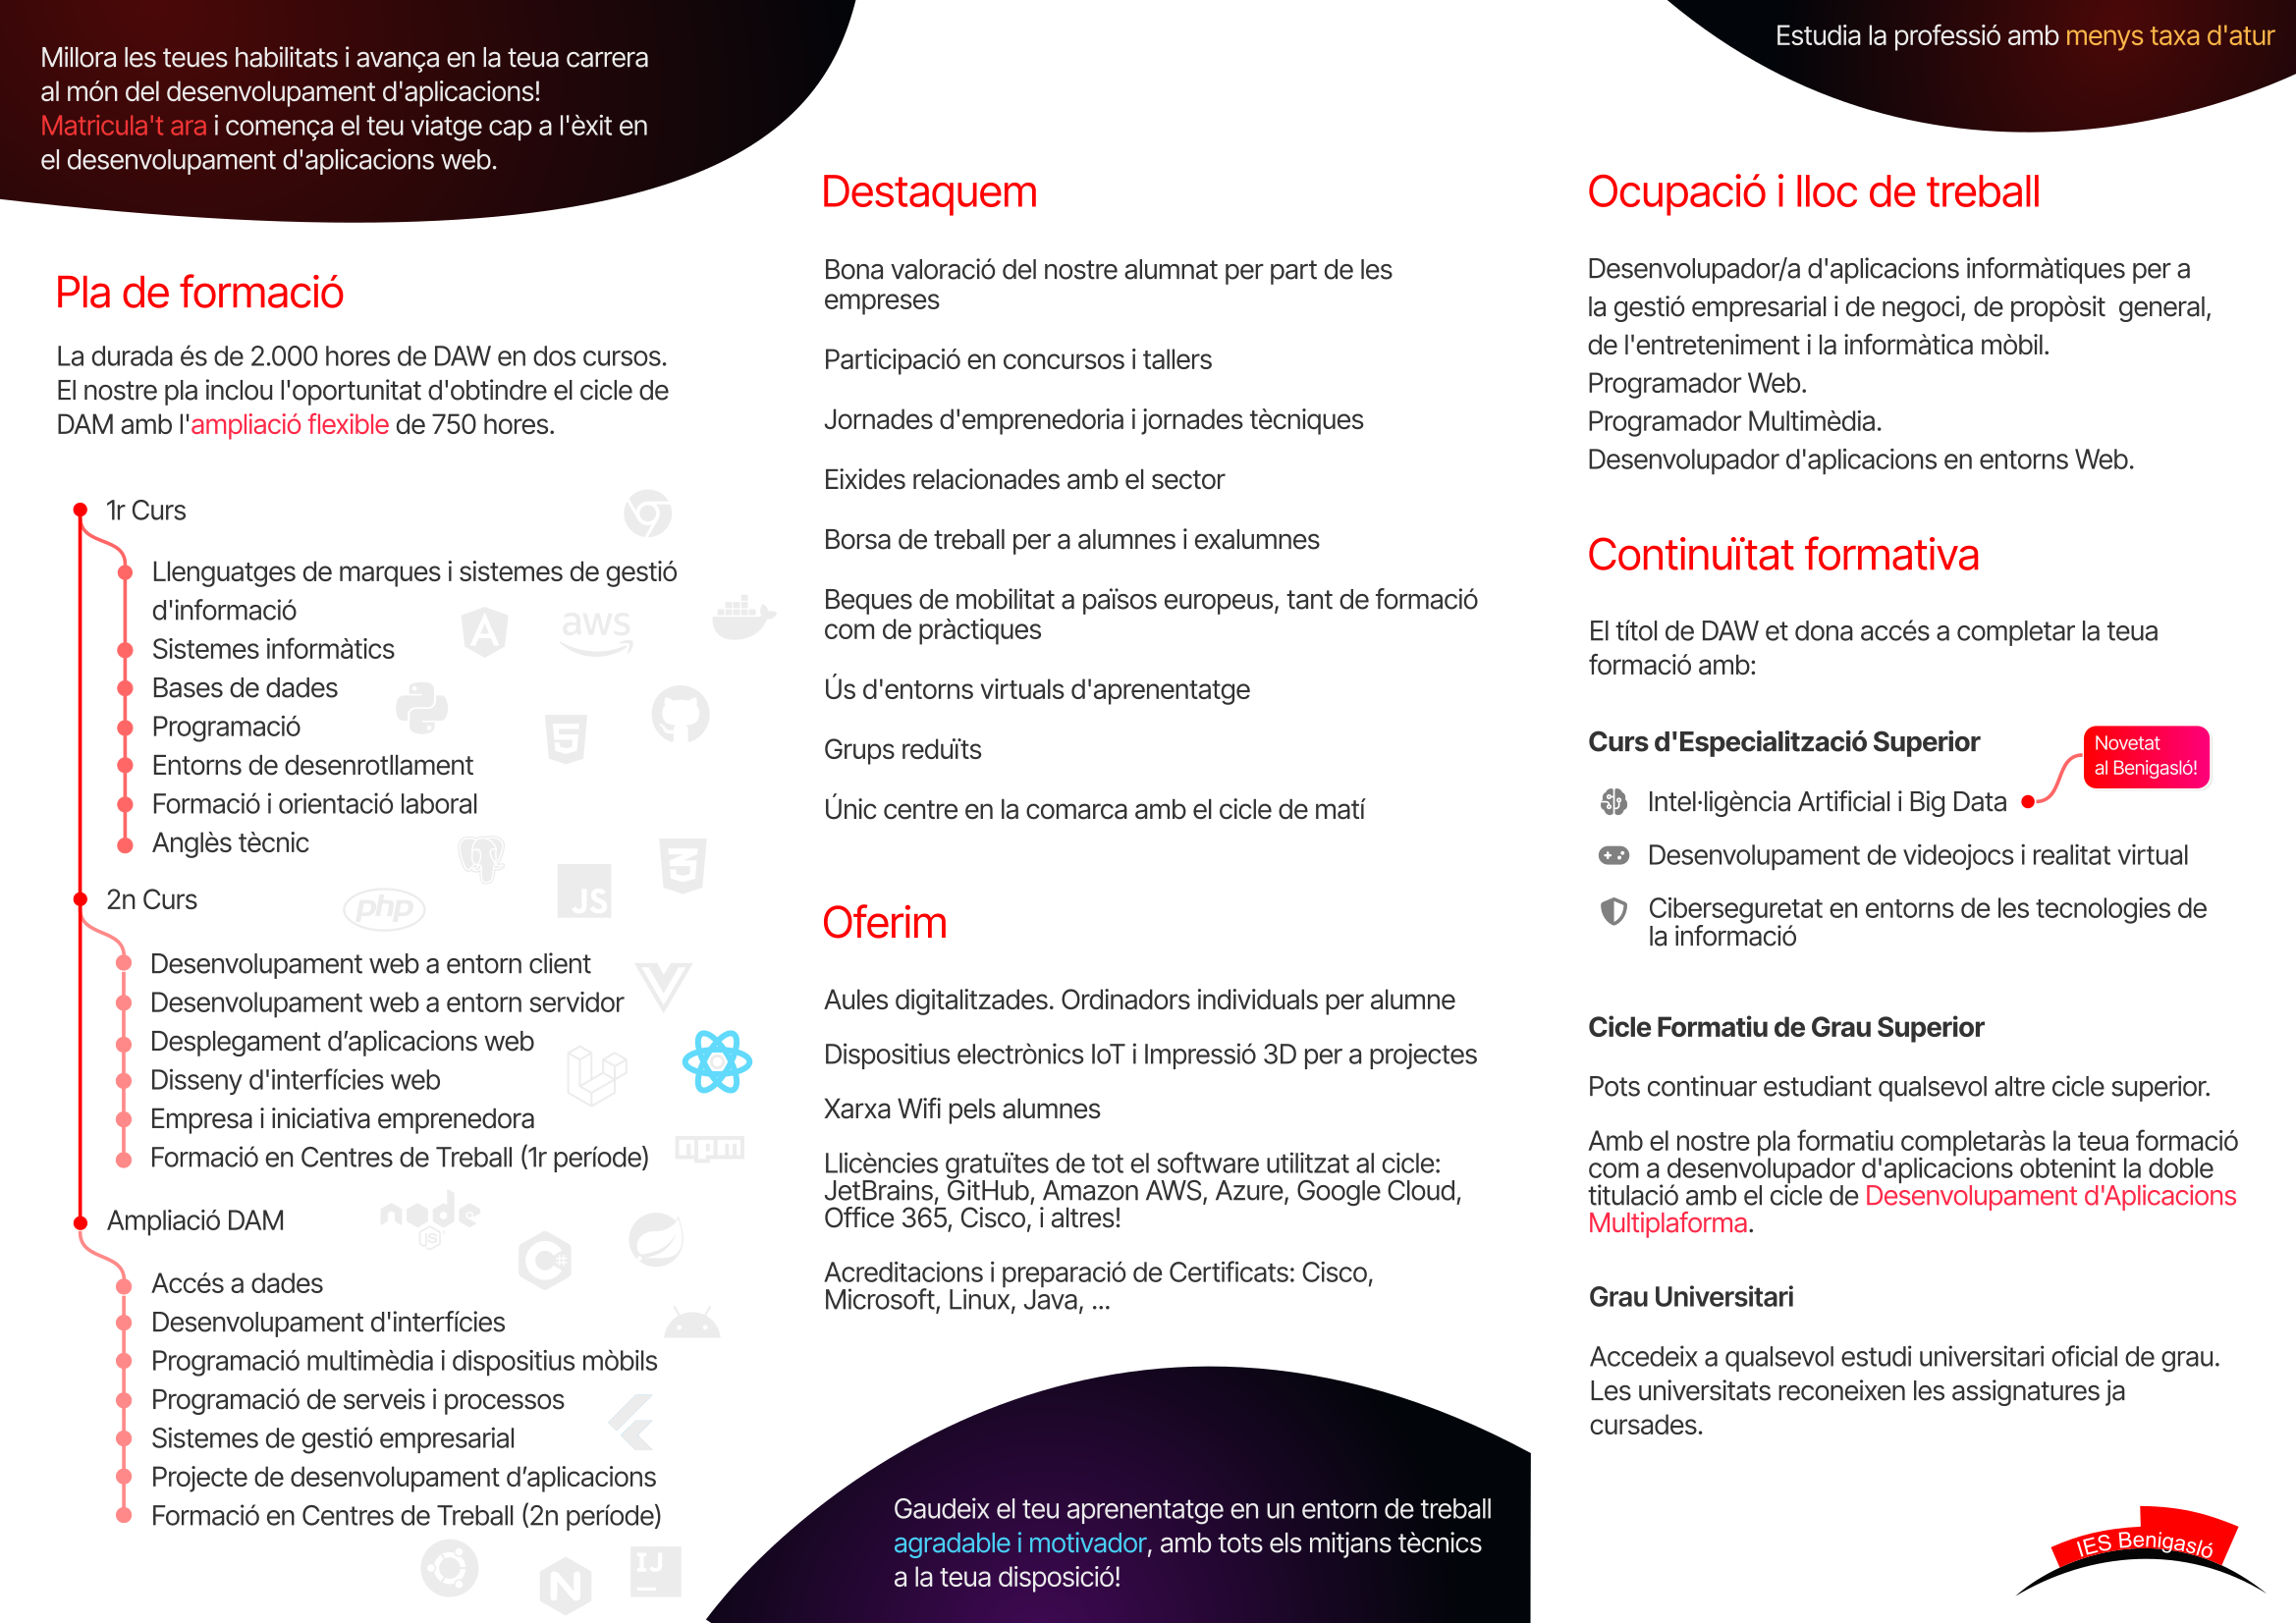 Millora les teues habilitats i avança en la teua carrera
al món del desenvolupament d'aplicacions!
Matricula't ara i comença el teu viatge cap a l'èxit en
el desenvolupament d'aplicacions web.
Pla de formació
La durada és de 2.000 hores de DAW en dos cursos.
El nostre pla inclou l'oportunitat d'obtindre el cicle de
DAM amb l'ampliació flexible de 750 hores.
1r Curs
Llenguatges de marques i sistemes de gestió
d'informació
Sistemes informàtics
Bases de dades
Programació
Entorns de desenrotllament
Formació i orientació laboral
Anglès tècnic
aws
5
3
JS
php
2n Curs
Desenvolupament web a entorn client
Desenvolupament web a entorn servidor
Desplegament d’aplicacions web
Disseny d'interfícies web
Empresa i iniciativa emprenedora
Formació en Centres de Treball (1r període)
npm
node
JS
C#
Ampliació DAM
Accés a dades
Desenvolupament d'interfícies
Programació multimèdia i dispositius mòbils
Programació de serveis i processos
Sistemes de gestió empresarial
Projecte de desenvolupament d’aplicacions
Formació en Centres de Treball (2n període)
N
IJ
Destaquem
Bona valoració del nostre alumnat per part de les
empreses
Participació en concursos i tallers
Jornades d'emprenedoria i jornades tècniques
Eixides relacionades amb el sector
Borsa de treball per a alumnes i exalumnes
Beques de mobilitat a països europeus, tant de formació
com de pràctiques
Ús d'entorns virtuals d'aprenentatge
Grups reduïts
Únic centre en la comarca amb el cicle de matí
Oferim
Aules digitalitzades. Ordinadors individuals per alumne
Dispositius electrònics IoT i Impressió 3D per a projectes
Xarxa Wifi pels alumnes
Llicències gratuïtes de tot el software utilitzat al cicle:
JetBrains, GitHub, Amazon AWS, Azure, Google Cloud,
Office 365, Cisco, i altres!
Acreditacions i preparació de Certificats: Cisco,
Microsoft, Linux, Java, ...
Gaudeix el teu aprenentatge en un entorn de treball
agradable i motivador, amb tots els mitjans tècnics
a la teua disposició!
Estudia la professió amb menys taxa d'atur
Ocupació i lloc de treball
Desenvolupador/a d'aplicacions informàtiques per a
la gestió empresarial i de negoci, de propòsit  general,
de l'entreteniment i la informàtica mòbil.
Programador Web.
Programador Multimèdia.
Desenvolupador d'aplicacions en entorns Web.
Continuïtat formativa
El títol de DAW et dona accés a completar la teua
formació amb:
Curs d'Especialització Superior
Novetat
al Benigasló!
Intel·ligència Artificial i Big Data
Desenvolupament de videojocs i realitat virtual
Ciberseguretat en entorns de les tecnologies de
la informació
Cicle Formatiu de Grau Superior
Pots continuar estudiant qualsevol altre cicle superior.
Amb el nostre pla formatiu completaràs la teua formació
com a desenvolupador d'aplicacions obtenint la doble
titulació amb el cicle de Desenvolupament d'Aplicacions
Multiplaforma.
Grau Universitari
Accedeix a qualsevol estudi universitari oficial de grau.
Les universitats reconeixen les assignatures ja
cursades.
IES Benigasló